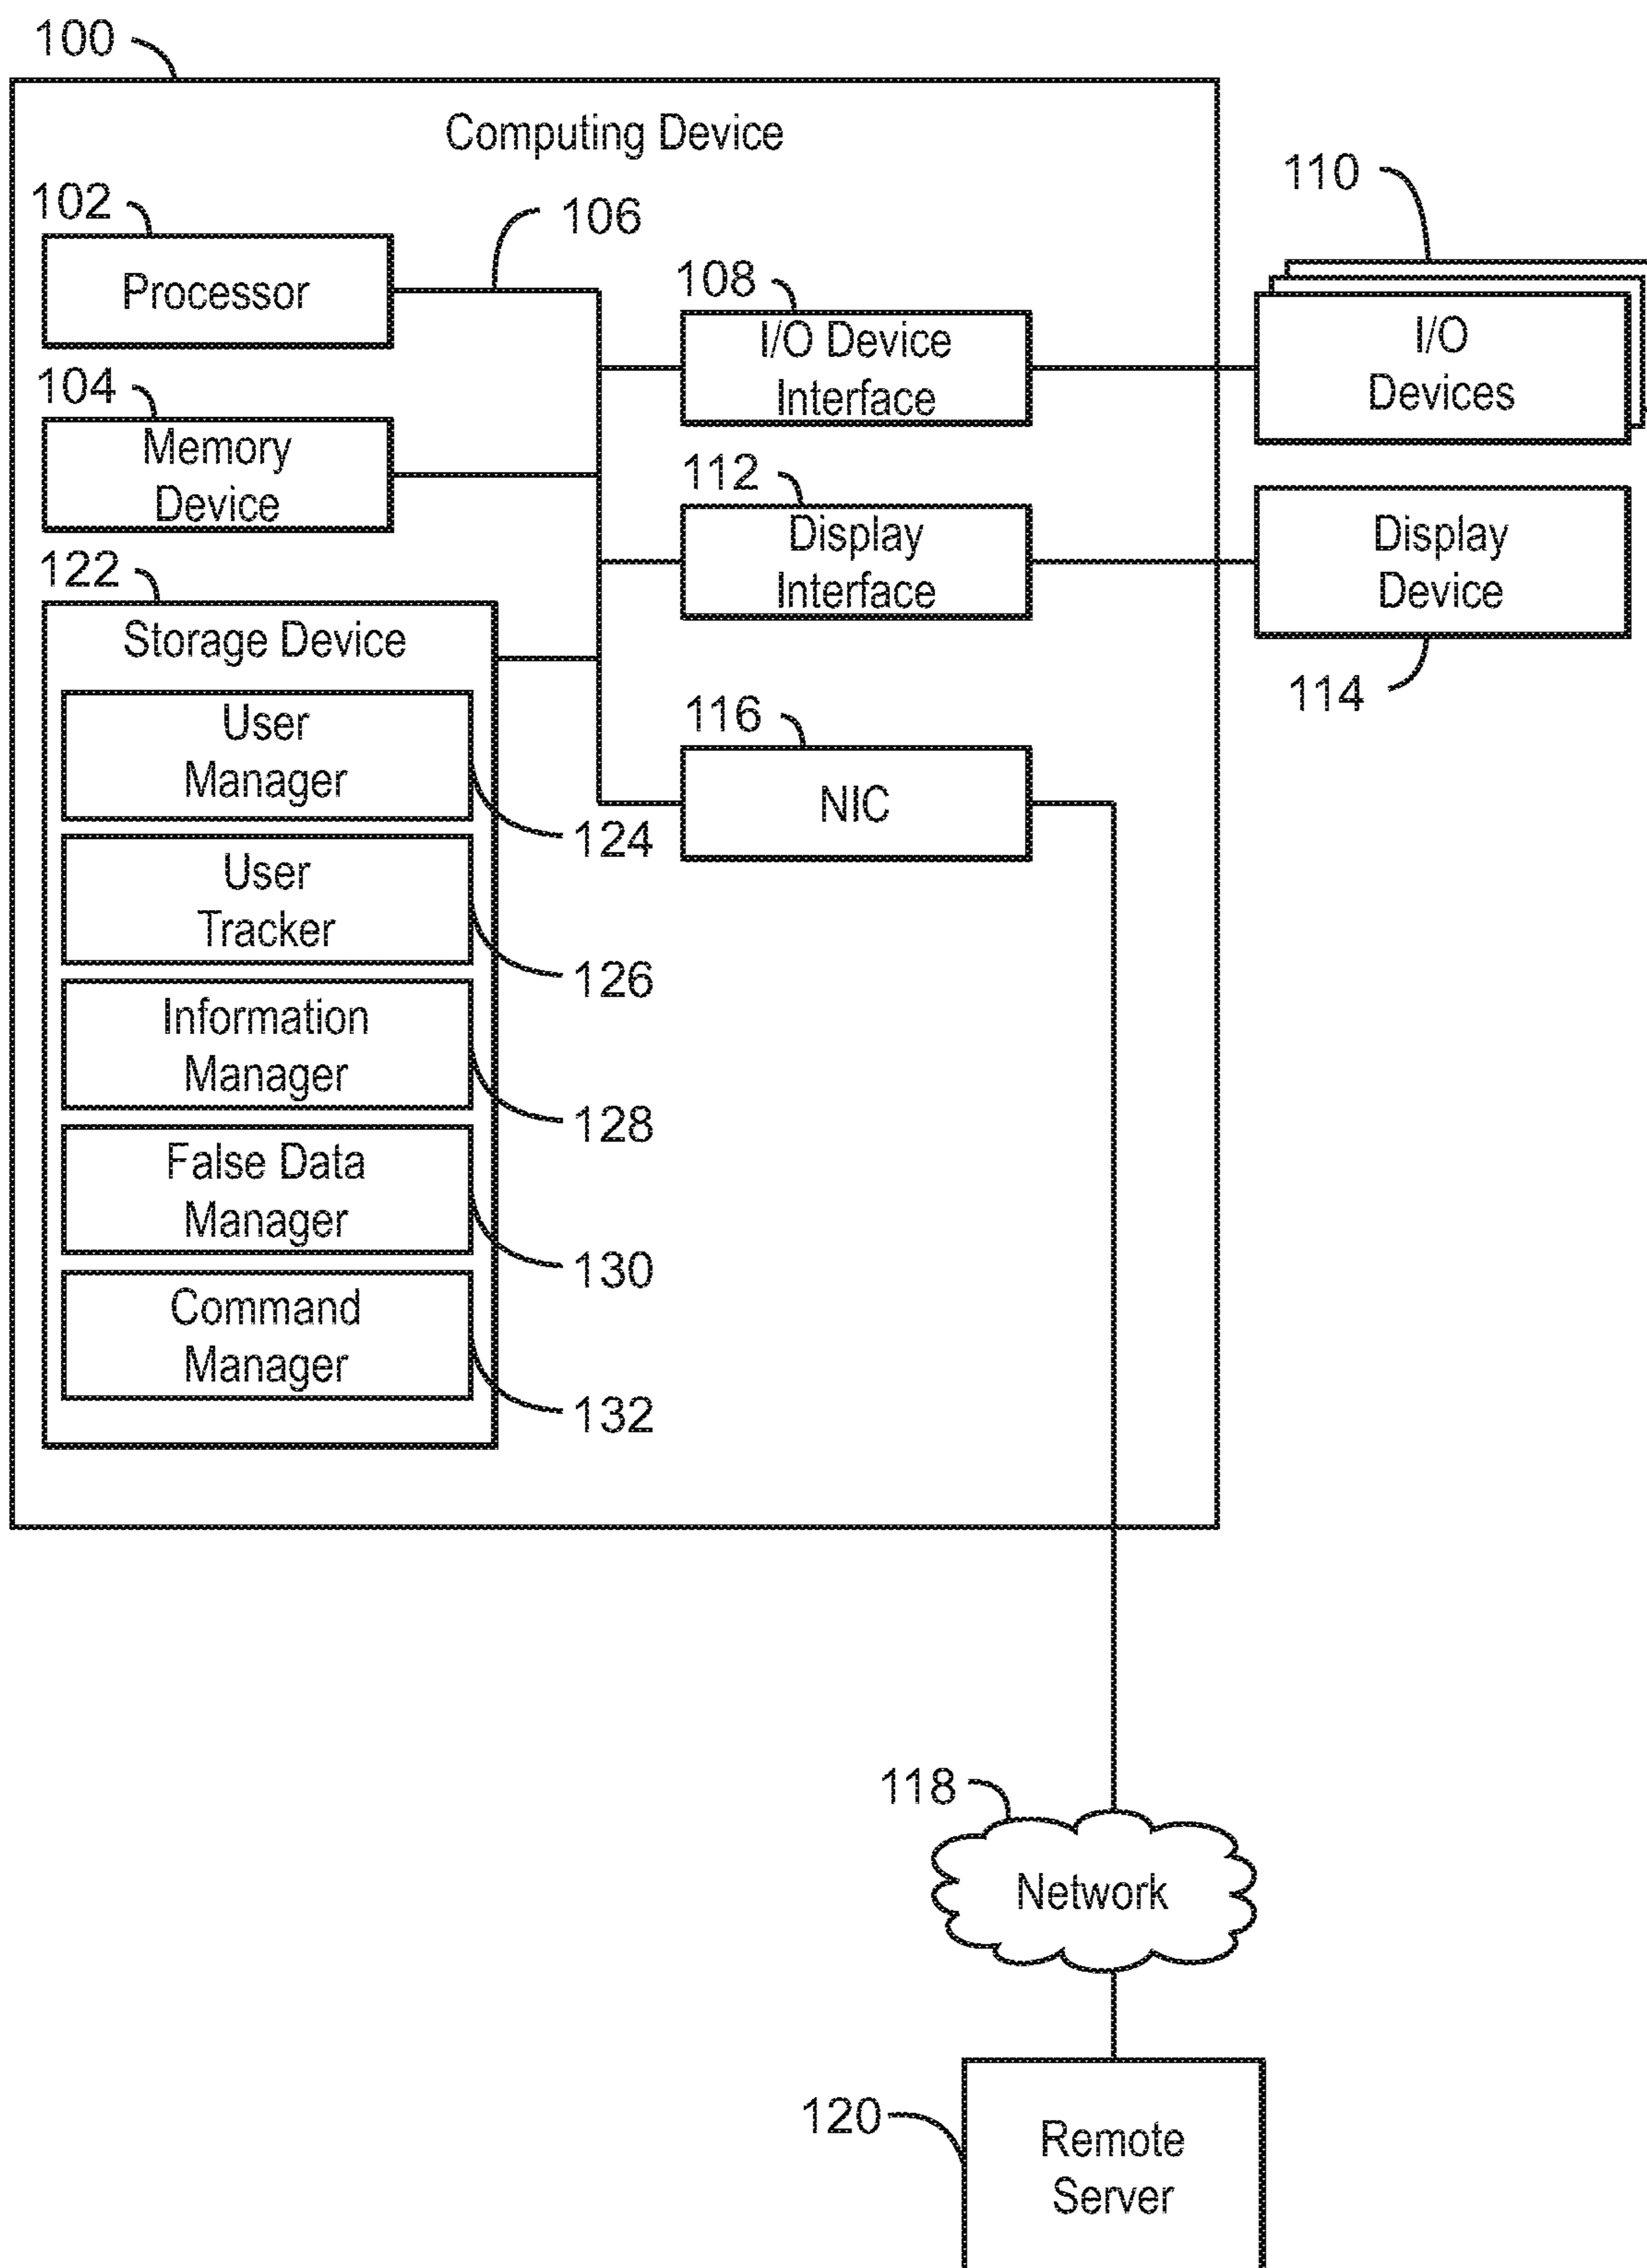 100
Computing Device
102
106
110
Processor
108
I/O Device
Interface
I/O
Devices
104
Memory
Device
112
Display
Interface
Display
Device
114
122
Storage Device
116
NIC
User
Manager
124
User
Tracker
126
Information
Manager
128
False Data
Manager
130
Command
Manager
132
118
Network
120
Remote
Server